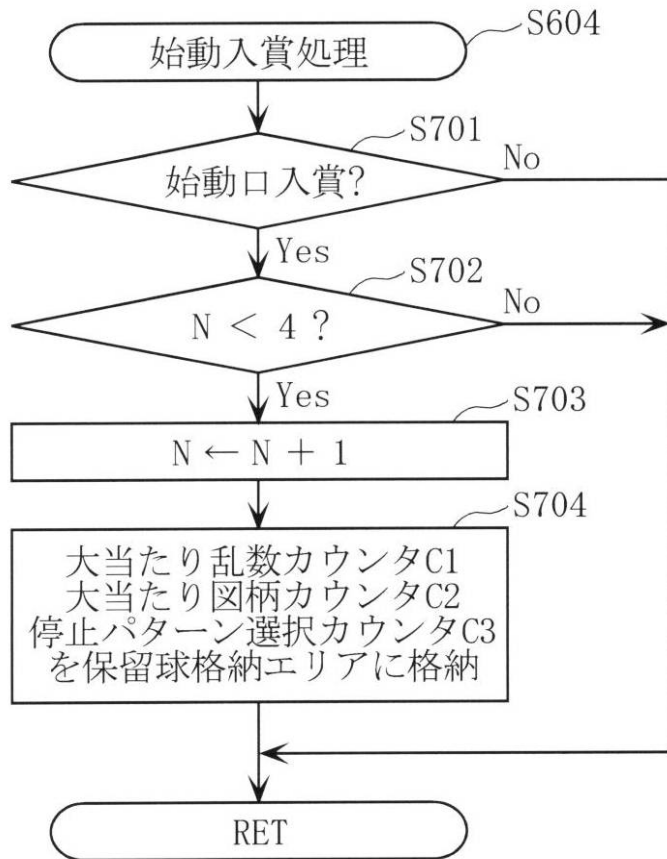 始動入賞処理
S604
S701
始動口入賞?
No
Yes
S702
N < 4 ?
No
Yes
S703
N ← N + 1
S704
大当たり乱数カウンタC1
大当たり図柄カウンタC2
停止パターン選択カウンタC3
を保留球格納エリアに格納
RET